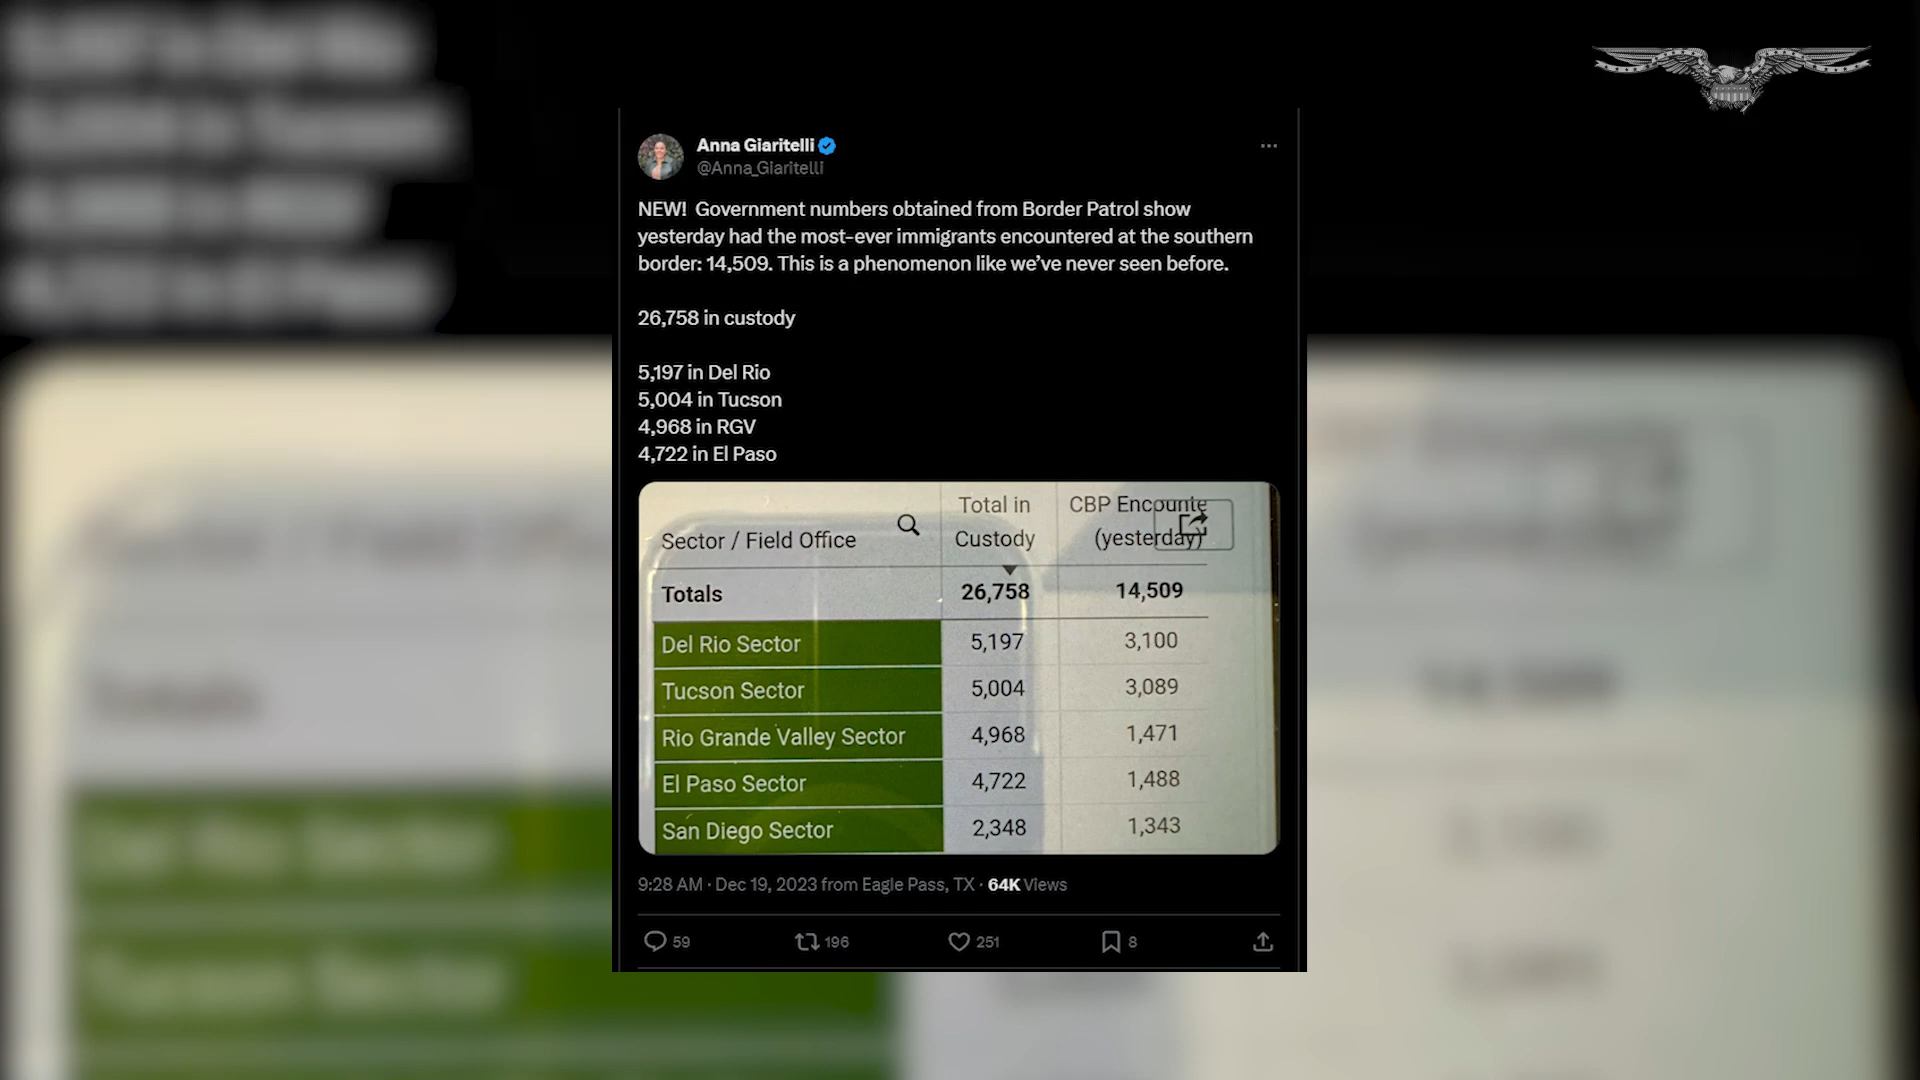 Anna Giaritelli
@Anna_Giaritelli
NEW! Government numbers obtained from Border Patrol show
yesterday had the most-ever immigrants encountered at the southern
border: 14,509. This is a phenomenon like we’ve never seen before.
26,758 in custody
5,197 in Del Rio
5,004 in Tucson
4,968 in RGV
4,722 in El Paso
Sector / Field Office
Total in
Custody
CBP Encounte
(yesterday)
Totals 26,758 14,509
Del Rio Sector 5,197 3,100
Tucson Sector 5,004 3,089
Rio Grande Valley Sector 4,968 1,471
El Paso Sector 4,722 1,488
San Diego Sector 2,348 1,343
9:28 AM · Dec 19, 2023 from Eagle Pass, TX · 64K Views
59 196 251 8